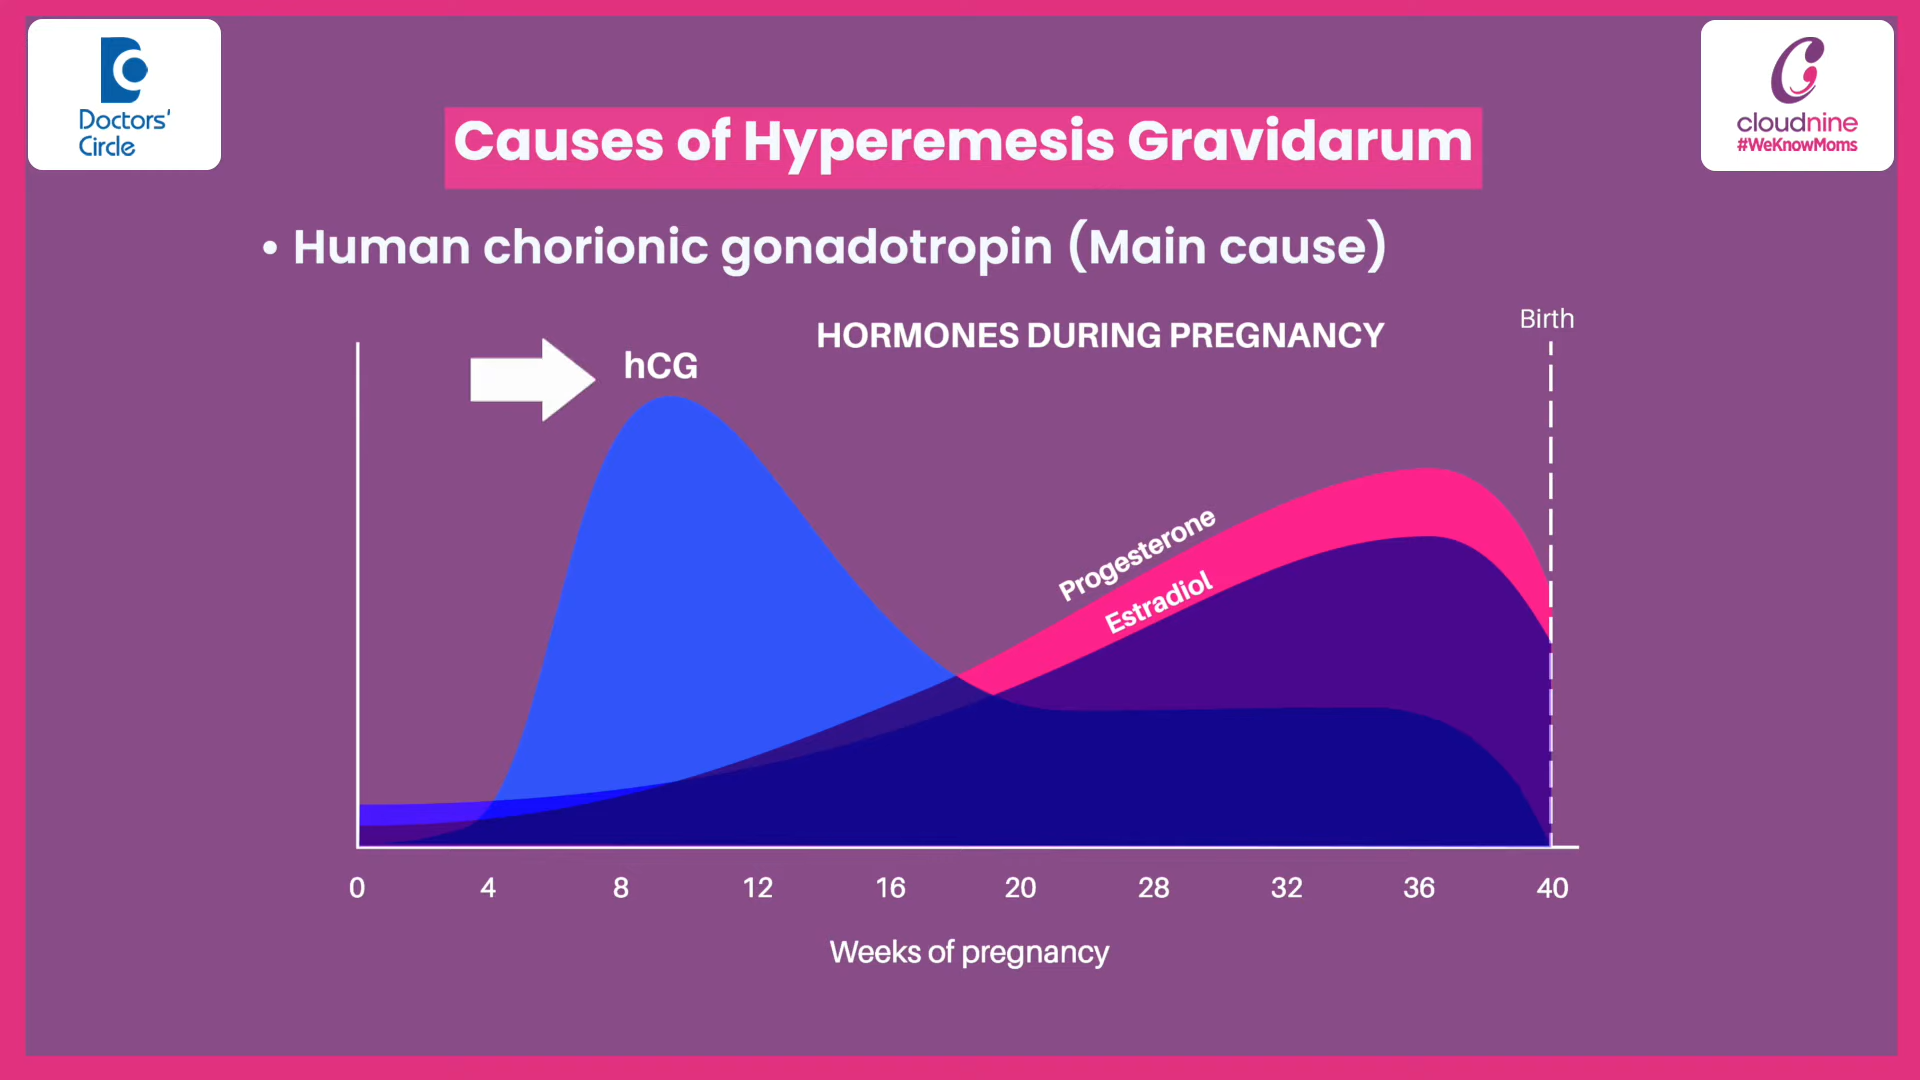 Doctors'
Circle
cloudnine
#WeKnowMoms
Causes of Hyperemesis Gravidarum
• Human chorionic gonadotropin (Main cause)
HORMONES DURING PREGNANCY
Birth
hCG
Progesterone
Estradiol
0 4 8 12 16 20 28 32 36 40
Weeks of pregnancy